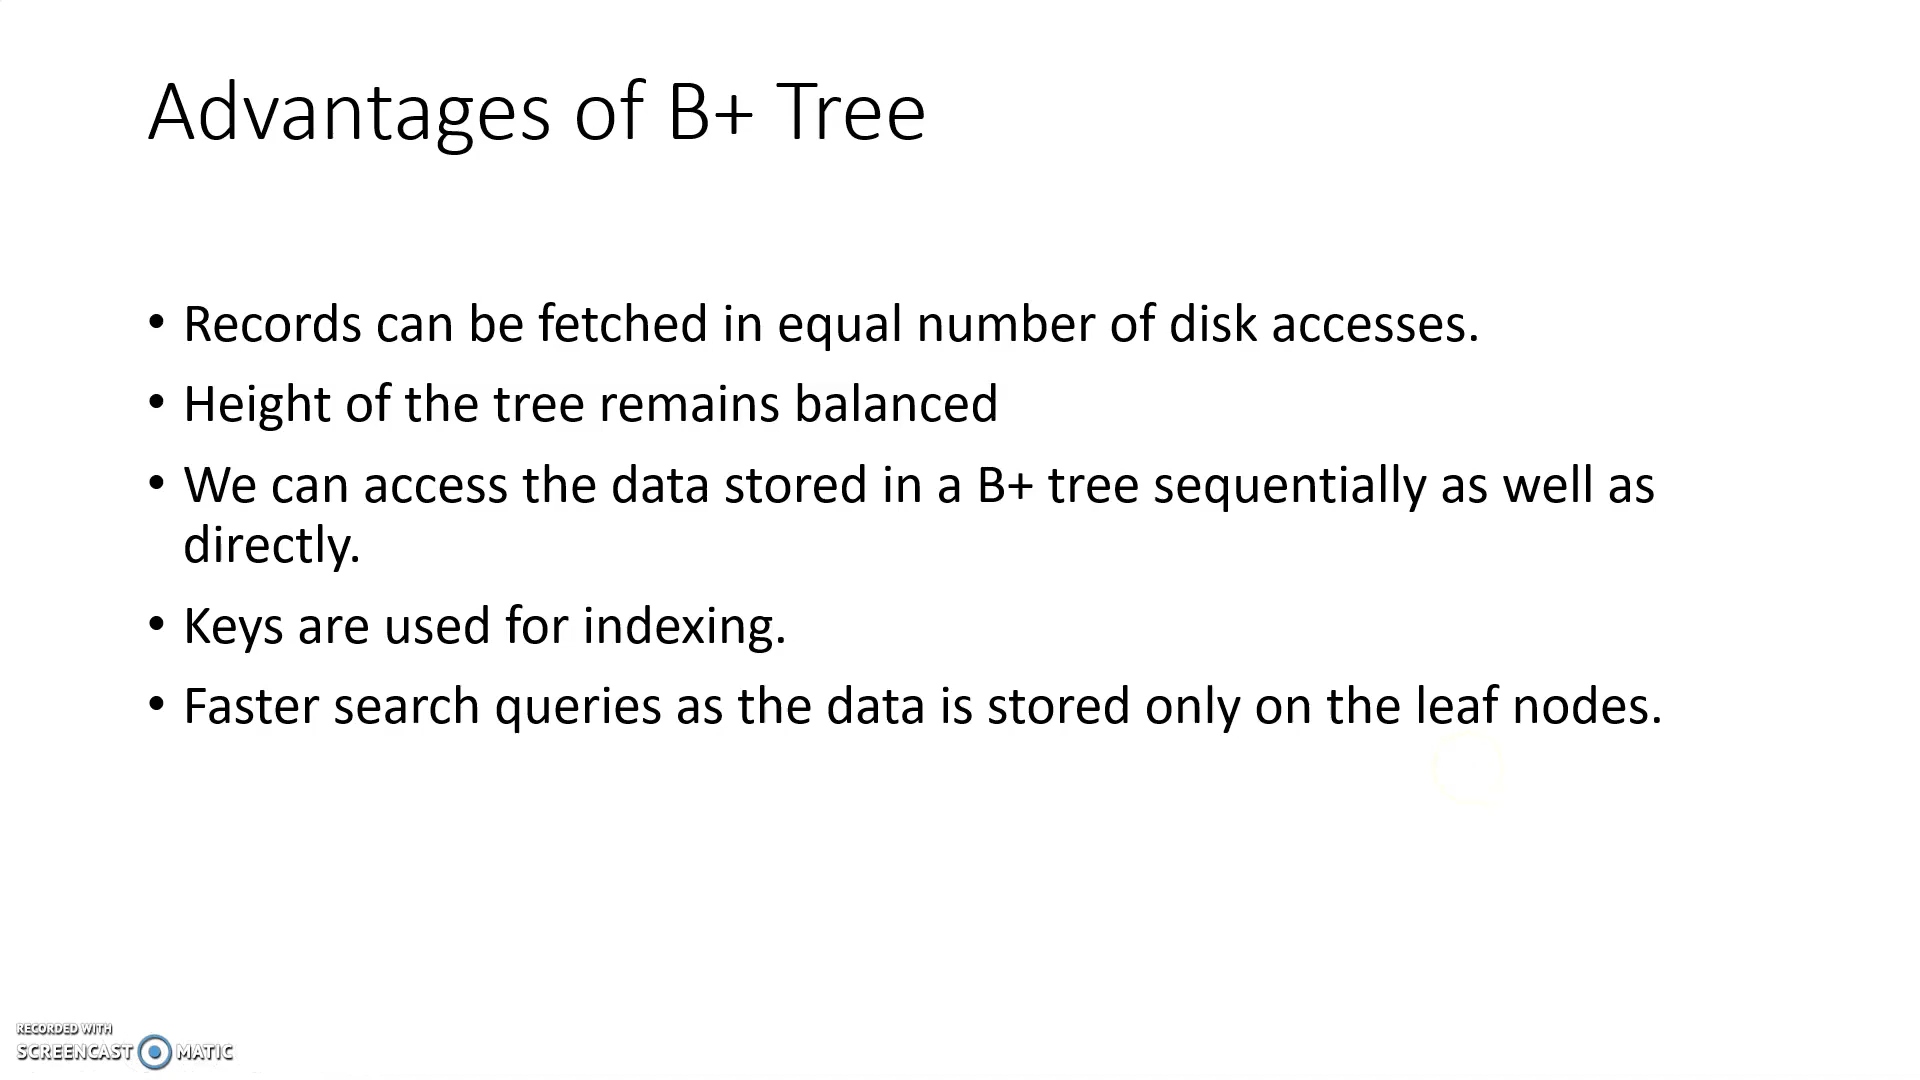 Advantages of B+ Tree
• Records can be fetched in equal number of disk accesses.
• Height of the tree remains balanced
• We can access the data stored in a B+ tree sequentially as well as
directly.
• Keys are used for indexing.
• Faster search queries as the data is stored only on the leaf nodes.
RECORDED WITH
SCREENCAST MATIC